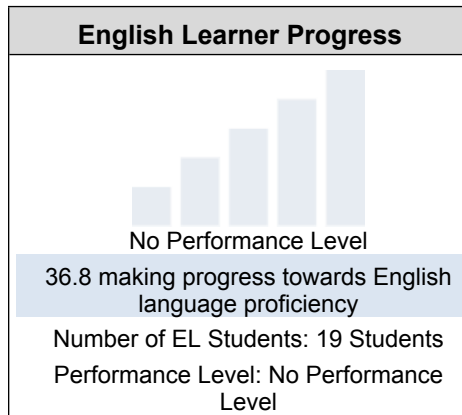 English Learner Progress
No Performance Level
36.8 making progress towards English
language proficiency
Number of EL Students: 19 Students
Performance Level: No Performance
Level